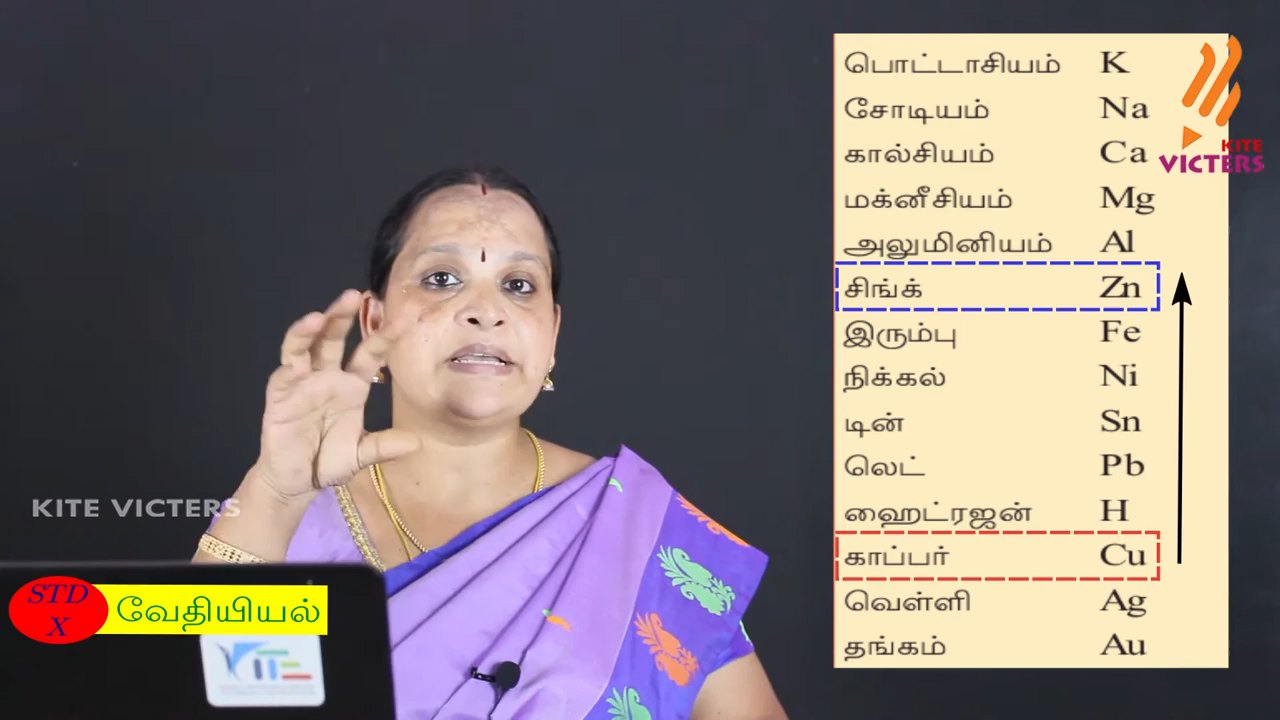 பொட்டாசியம் K
சோடியம் Na
கால்சியம் Ca
மக்னீசியம் Mg
அலுமினியம் Al
சிங்க் Zn
இரும்பு Fe
நிக்கல் Ni
டின் Sn
லெட் Pb
ஹைட்ரஜன் H
காப்பர் Cu
வெள்ளி Ag
தங்கம் Au
KITE
VICTERS
KITE VICTERS
STD
X
வேதியியல்